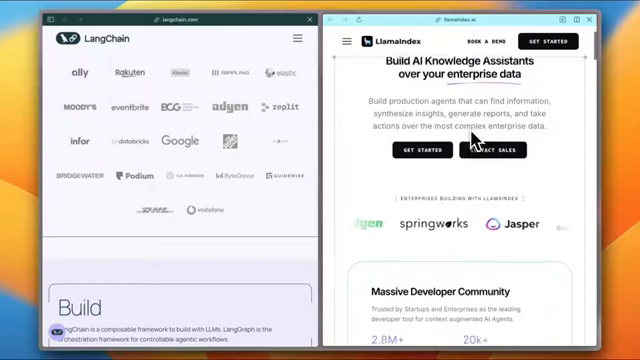 langchain.com
LangChain
ally
Rakuten
Klarna
RIPPLING
elastic
MOODY'S
eventbrite
BCG
adyen
replit
infor
databricks
Google
BRIDGEWATER
Podium
C.H. ROBINSON
ByteDance
GUIDEWIRE
DHL
vodafone
Build
LangChain is a composable framework to build with LLMs. LangGraph is the
orchestration framework for controllable agentic workflows.
llamaindex.ai
LlamaIndex
BOOK A DEMO
GET STARTED
Build AI Knowledge Assistants
over your enterprise data
Build production agents that can find information,
synthesize insights, generate reports, and take
actions over the most complex enterprise data.
GET STARTED
CONTACT SALES
ENTERPRISES BUILDING WITH LLAMAINDEX
dyen
springworks
Jasper
Massive Developer Community
Trusted by Startups and Enterprises as the leading
developer tool for context augmented AI Agents.
2.8M+
20k+